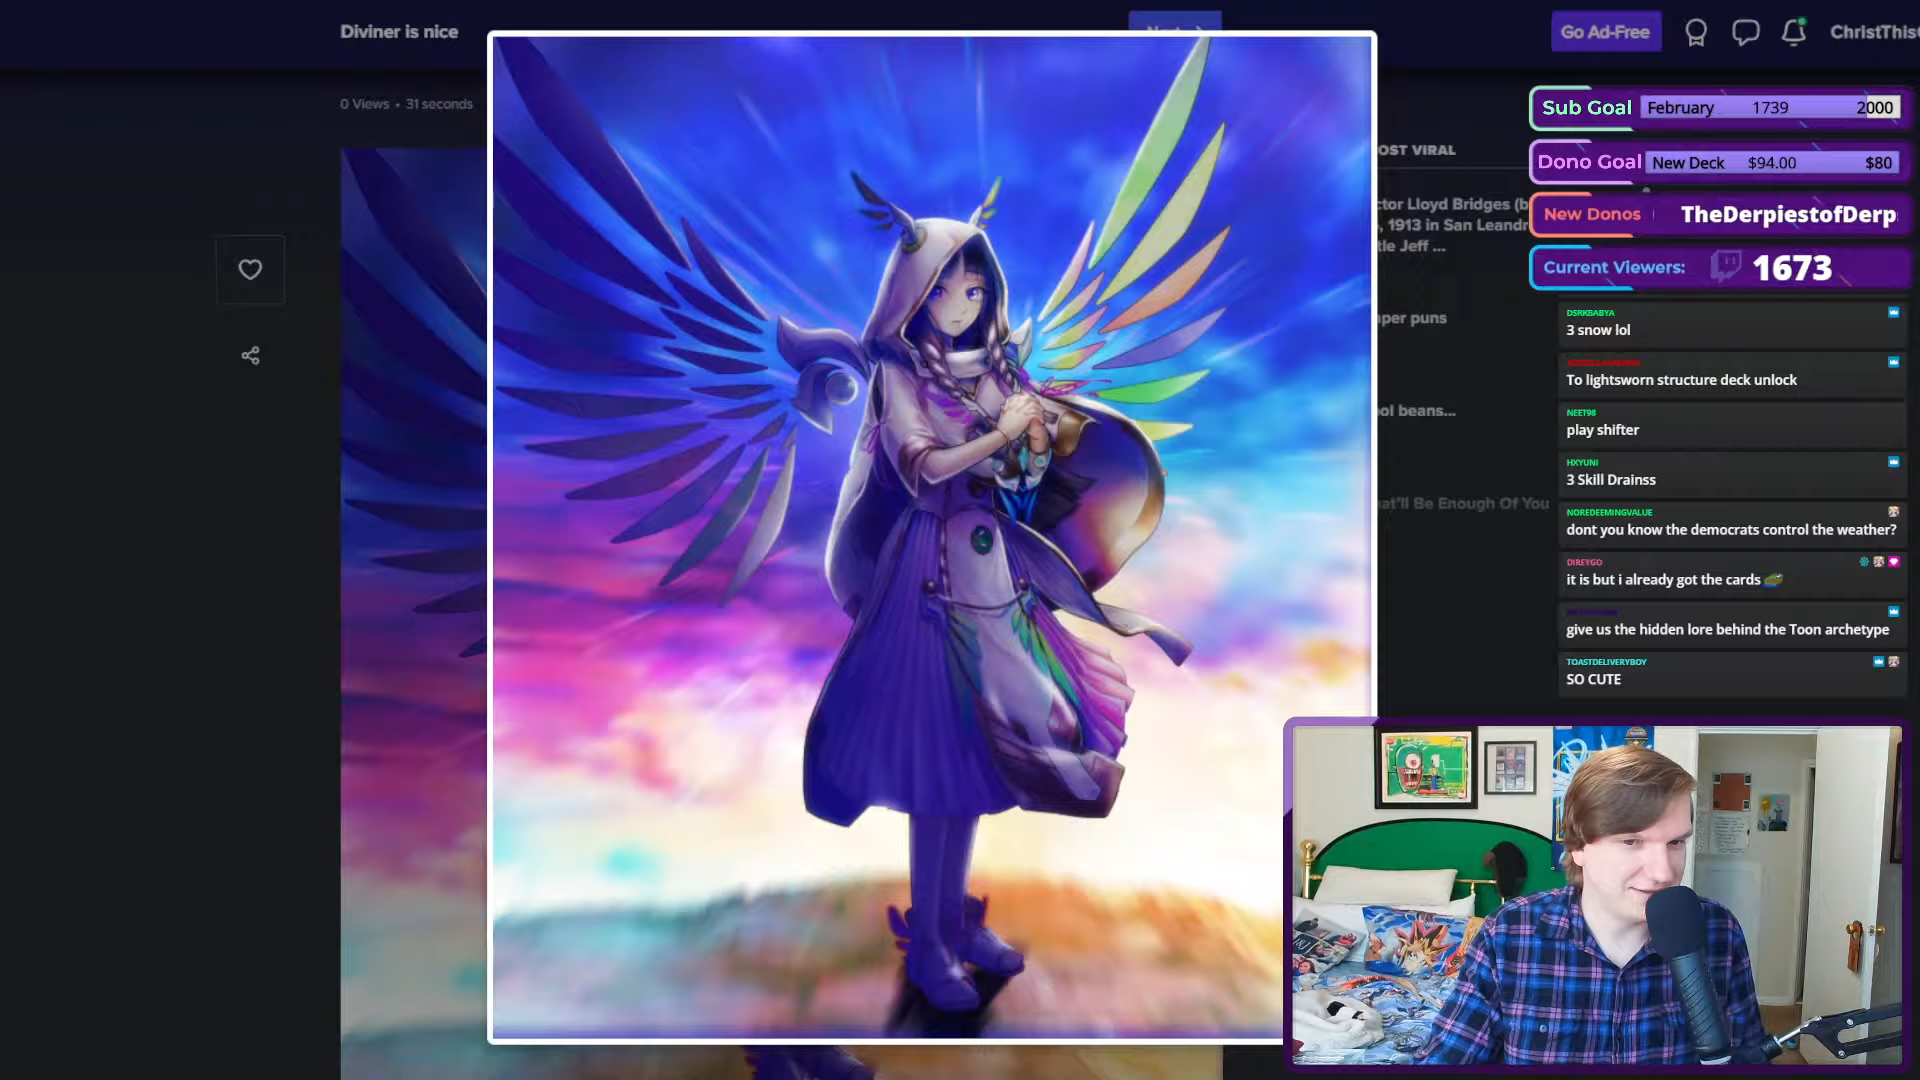 Diviner is nice
Go Ad-Free
ChristThis
0 Views • 31 seconds
Sub Goal February 1739 2000
OST VIRAL
Dono Goal New Deck $94.00 $80
ctor Lloyd Bridges (b
, 1913 in San Leandr
tle Jeff ...
New Donos TheDerpiestofDerp
Current Viewers: 1673
DSRKBABYA
3 snow lol
per puns
To lightsworn structure deck unlock
ol beans...
NEET98
play shifter
HXYUNI
3 Skill Drainss
at'll Be Enough Of You
NOREDEEMINGVALUE
dont you know the democrats control the weather?
DIREYGO
it is but i already got the cards
give us the hidden lore behind the Toon archetype
TOASTDELIVERYBOY
SO CUTE